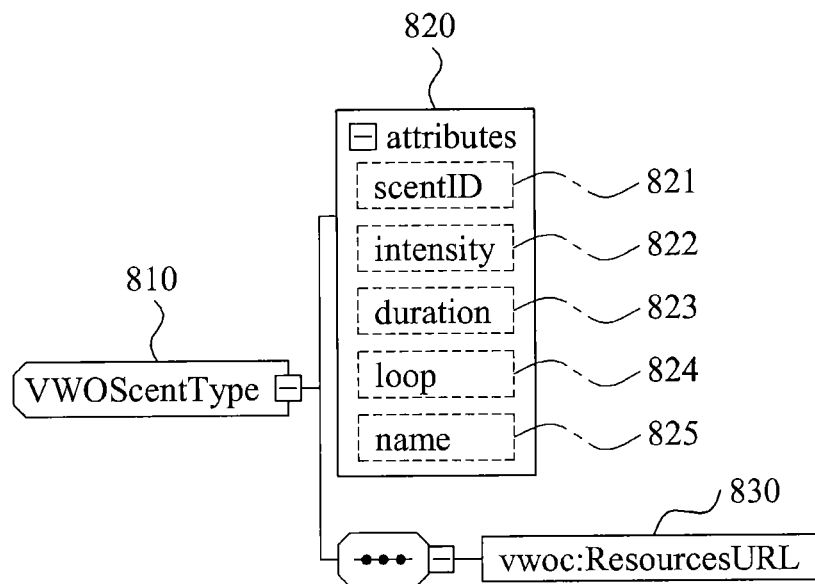 820
attributes
scentID
821
intensity
822
810
duration
823
VWOScentType
loop
824
name
825
830
vwoc:ResourcesURL